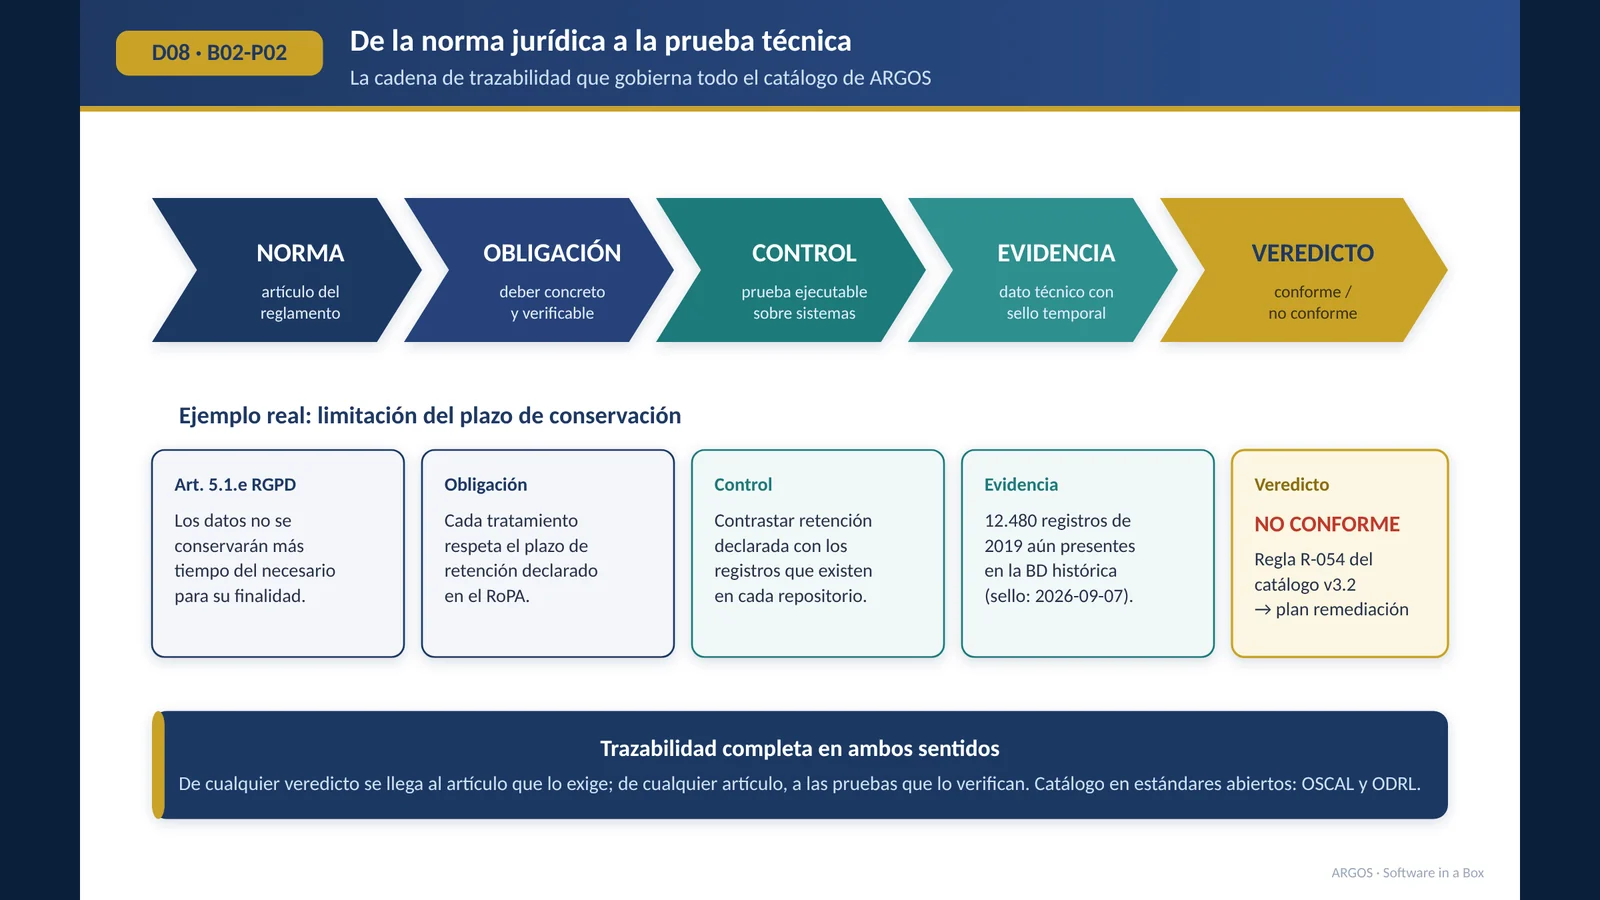 D08 · B02-P02
De la norma jurídica a la prueba técnica
La cadena de trazabilidad que gobierna todo el catálogo de ARGOS
NORMA
artículo del
reglamento
OBLIGACIÓN
deber concreto
y verificable
CONTROL
prueba ejecutable
sobre sistemas
EVIDENCIA
dato técnico con
sello temporal
VEREDICTO
conforme /
no conforme
Ejemplo real: limitación del plazo de conservación
Art. 5.1.e RGPD
Los datos no se
conservarán más
tiempo del necesario
para su finalidad.
Obligación
Cada tratamiento
respeta el plazo de
retención declarado
en el RoPA.
Control
Contrastar retención
declarada con los
registros que existen
en cada repositorio.
Evidencia
12.480 registros de
2019 aún presentes
en la BD histórica
(sello: 2026-09-07).
Veredicto
NO CONFORME
Regla R-054 del
catálogo v3.2
→ plan remediación
Trazabilidad completa en ambos sentidos
De cualquier veredicto se llega al artículo que lo exige; de cualquier artículo, a las pruebas que lo verifican. Catálogo en estándares abiertos: OSCAL y ODRL.
ARGOS · Software in a Box